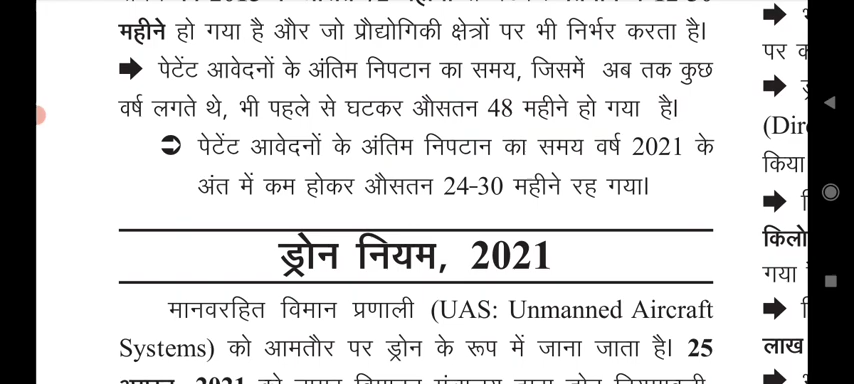 महीने हो गया है और जो प्रौद्योगिकी क्षेत्रों पर भी निर्भर करता है।
➡ पेटेंट आवेदनों के अंतिम निपटान का समय, जिसमें अब तक कुछ
वर्ष लगते थे, भी पहले से घटकर औसतन 48 महीने हो गया है।
➲ पेटेंट आवेदनों के अंतिम निपटान का समय वर्ष 2021 के
अंत में कम होकर औसतन 24-30 महीने रह गया।
ड्रोन नियम, 2021
मानवरहित विमान प्रणाली (UAS: Unmanned Aircraft
Systems) को आमतौर पर ड्रोन के रूप में जाना जाता है। 25
➡
पर
➡
(Dir
किया
➡
किलो
गया
➡
लाख
➡